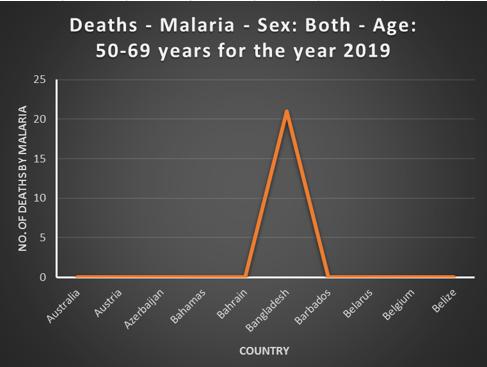 Deaths - Malaria - Sex: Both - Age:
50-69 years for the year 2019
NO. OF DEATHS BY MALARIA
25
20
15
10
5
0
Australia
Austria
Azerbaijan
Bahamas
Bahrain
Bangladesh
Barbados
Belarus
Belgium
Belize
COUNTRY